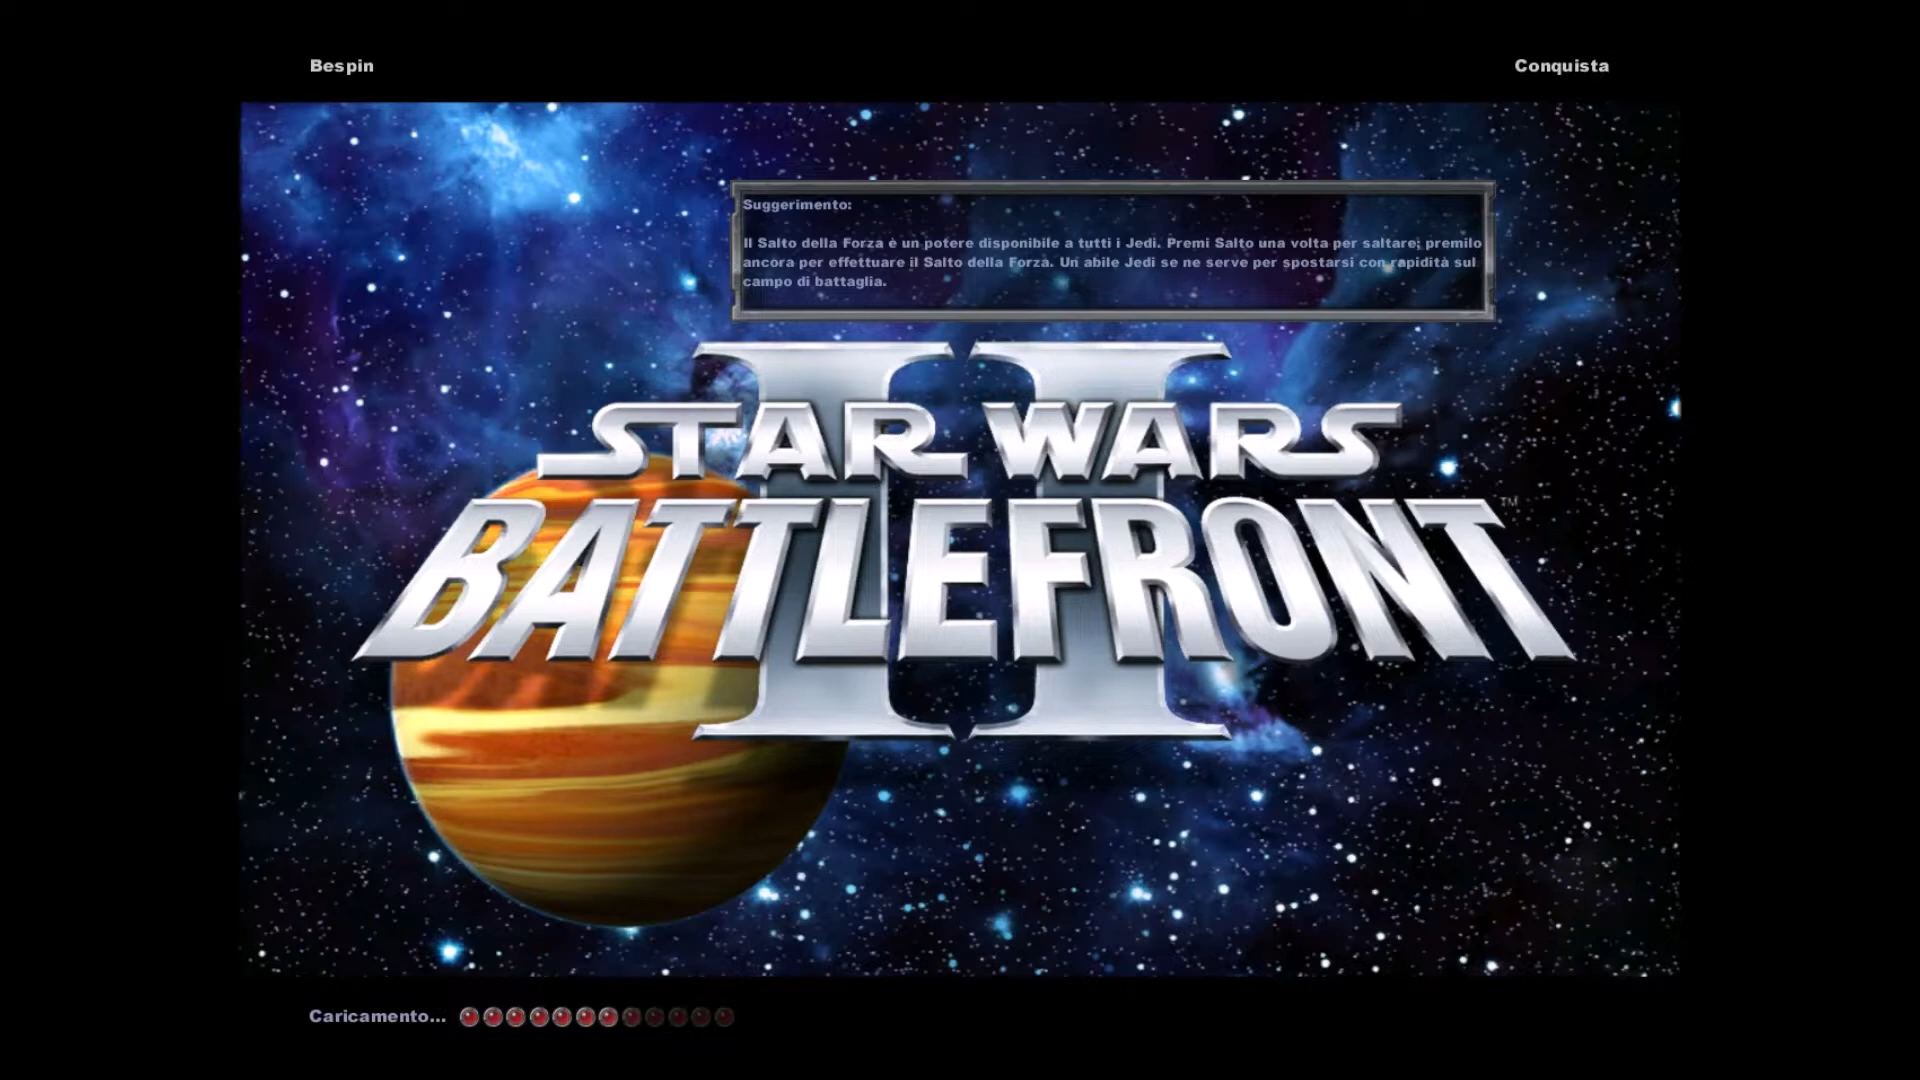 Bespin
Conquista
Suggerimento:
Il Salto della Forza è un potere disponibile a tutti i Jedi. Premi Salto una volta per saltare; premilo
ancora per effettuare il Salto della Forza. Un abile Jedi se ne serve per spostarsi con rapidità sul
campo di battaglia.
II
STAR WARS
BATTLEFRONT™
Caricamento...